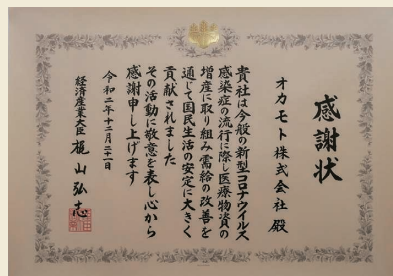 感謝状
オカモト株式会社 殿
貴社は今般の新型コロナウイルス
感染症の流行に際し医療物資の
増産に取り組み需給の改善を
通じて国民生活の安定に大きく
貢献されました
その活動に敬意を表し心から
感謝申し上げます
令和二年十二月二十一日
経済産業大臣 梶山弘志